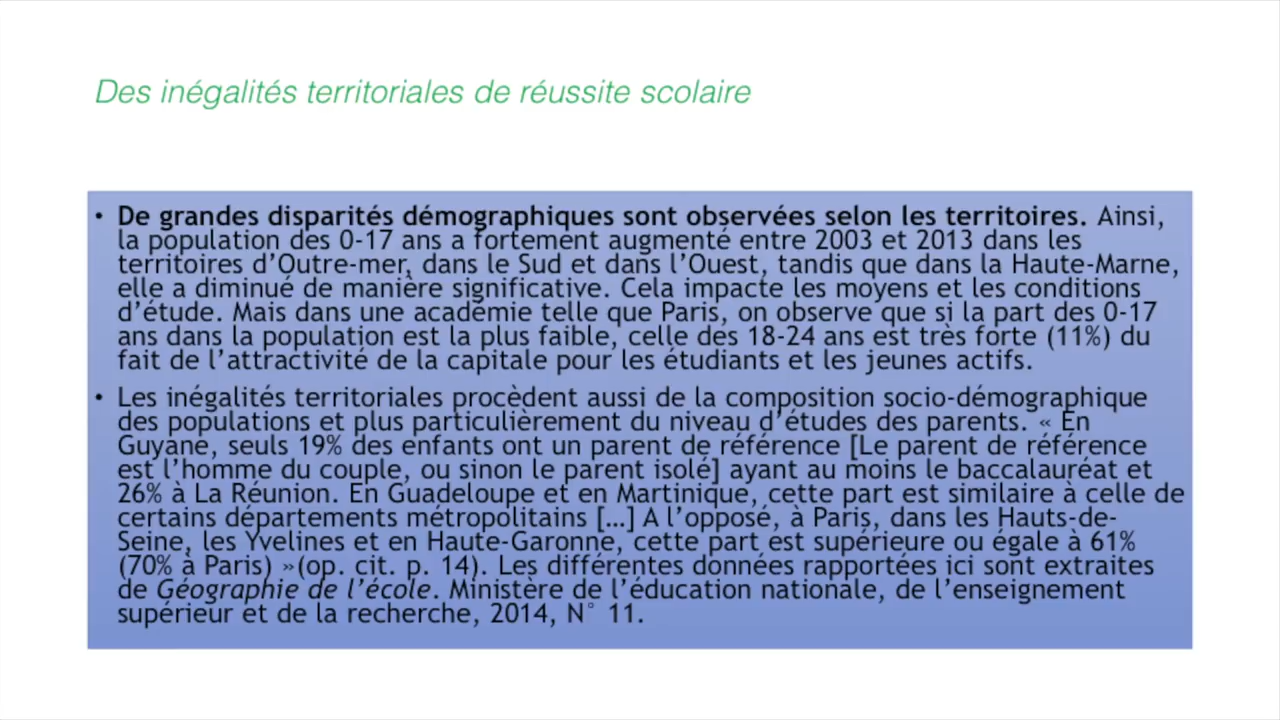 Des inégalités territoriales de réussite scolaire
• De grandes disparités démographiques sont observées selon les territoires. Ainsi,
la population des 0-17 ans a fortement augmenté entre 2003 et 2013 dans les
territoires d’Outre-mer, dans le Sud et dans l’Ouest, tandis que dans la Haute-Marne,
elle a diminué de manière significative. Cela impacte les moyens et les conditions
d’étude. Mais dans une académie telle que Paris, on observe que si la part des 0-17
ans dans la population est la plus faible, celle des 18-24 ans est très forte (11%) du
fait de l’attractivité de la capitale pour les étudiants et les jeunes actifs.
• Les inégalités territoriales procèdent aussi de la composition socio-démographique
des populations et plus particulièrement du niveau d’études des parents. « En
Guyane, seuls 19% des enfants ont un parent de référence [Le parent de référence
est l’homme du couple, ou sinon le parent isolé] ayant au moins le baccalauréat et
26% à La Réunion. En Guadeloupe et en Martinique, cette part est similaire à celle de
certains départements métropolitains […] A l’opposé, à Paris, dans les Hauts-de-
Seine, les Yvelines et en Haute-Garonne, cette part est supérieure ou égale à 61%
(70% à Paris) »(op. cit. p. 14). Les différentes données rapportées ici sont extraites
de Géographie de l’école. Ministère de l’éducation nationale, de l’enseignement
supérieur et de la recherche, 2014, N° 11.